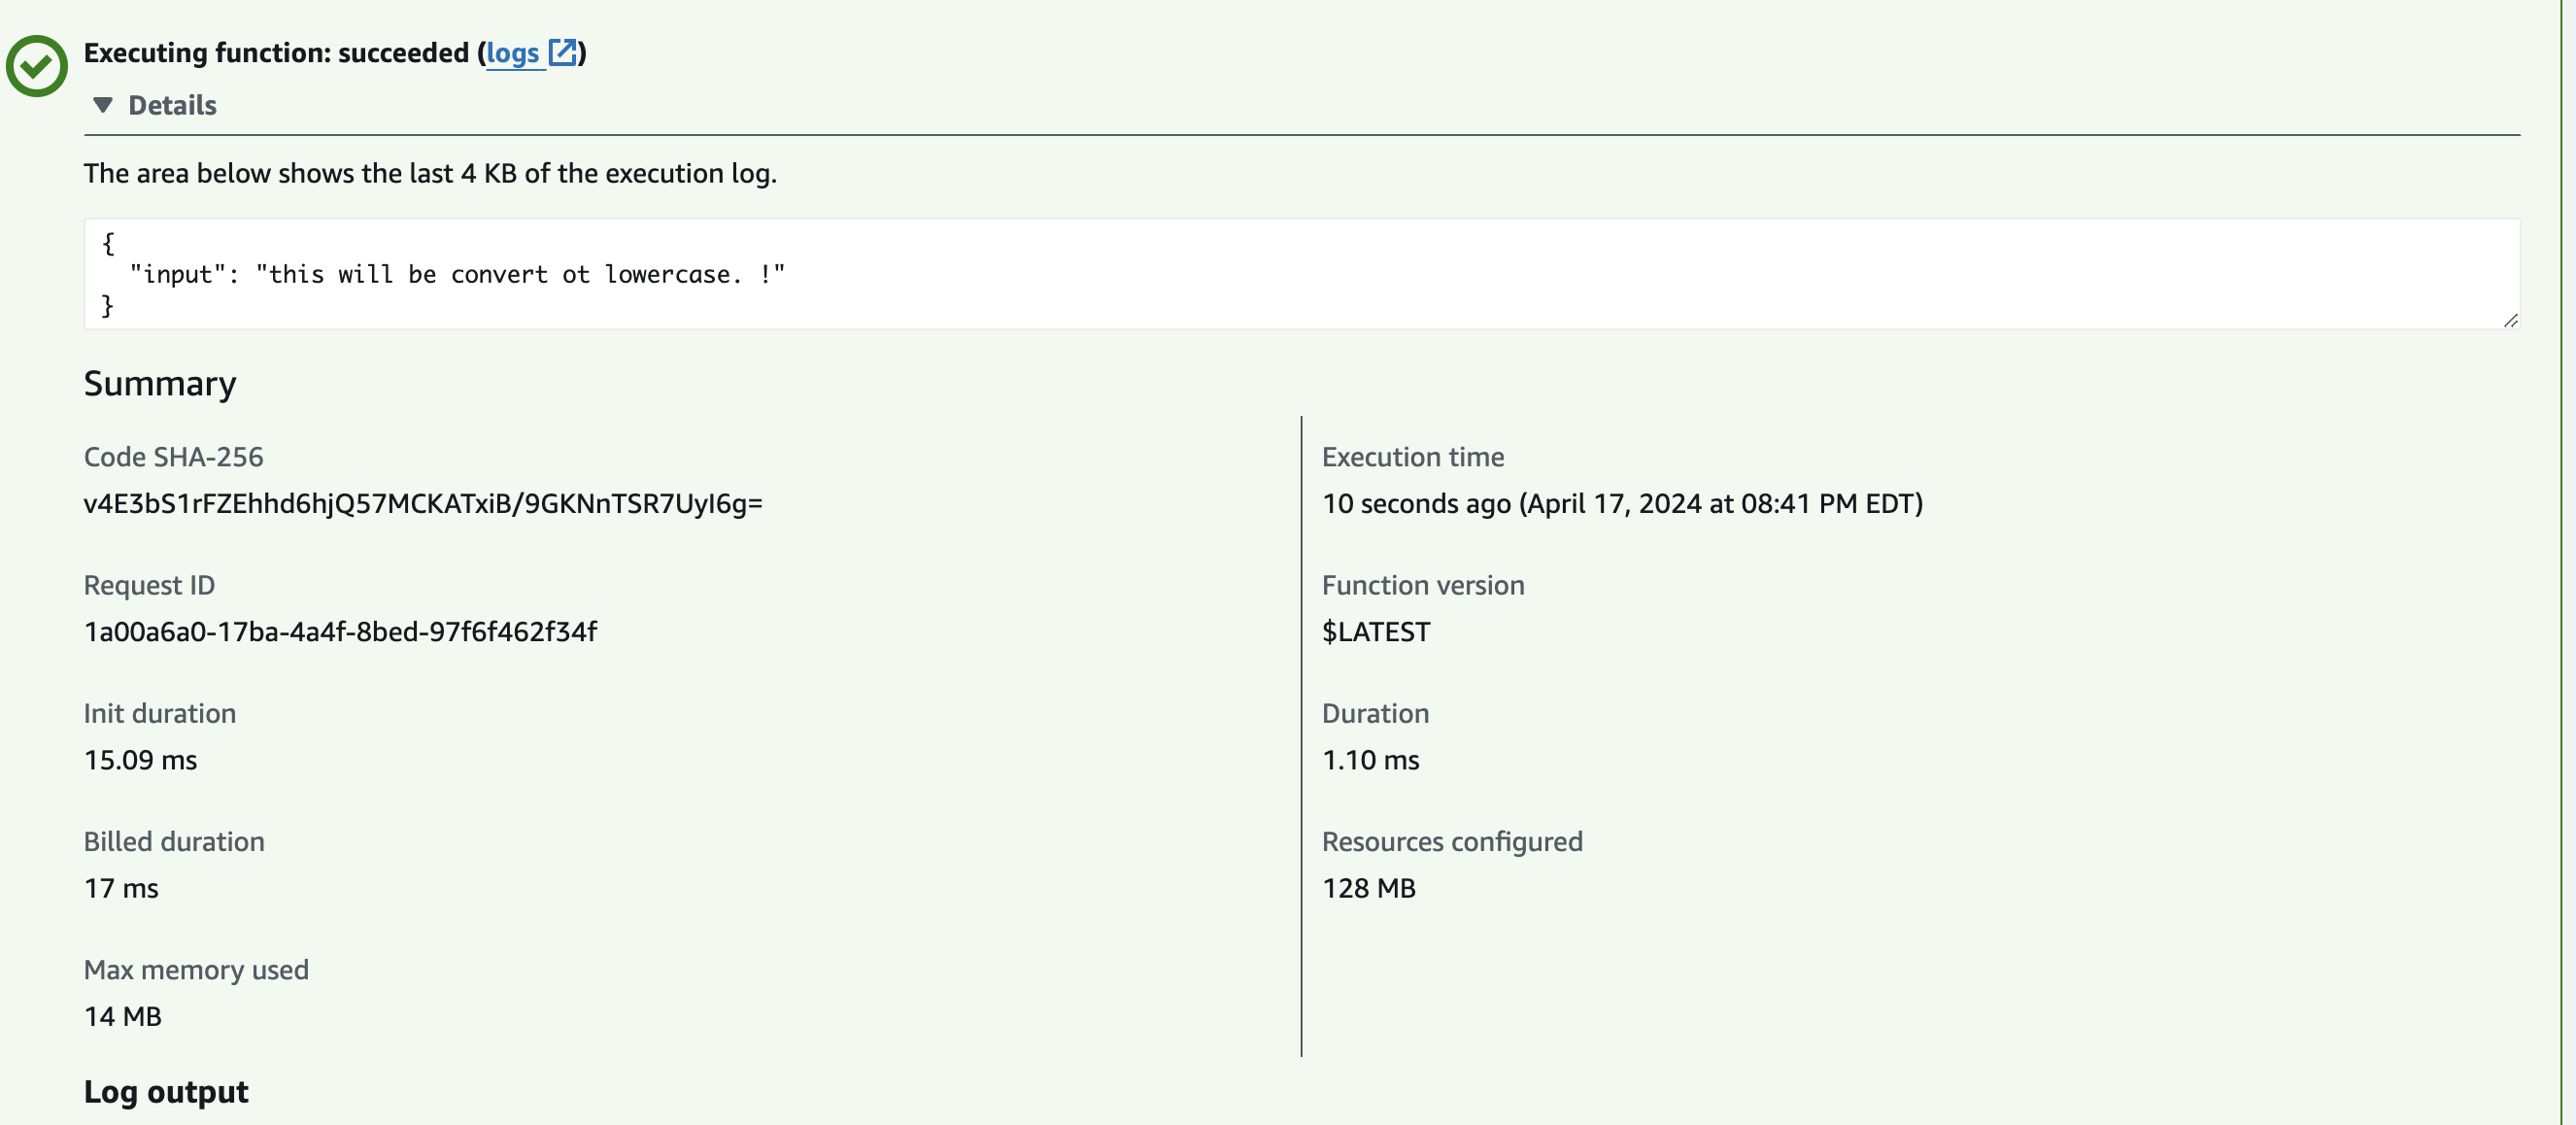 Executing function: succeeded (logs)
Details
The area below shows the last 4 KB of the execution log.
{
  "input": "this will be convert ot lowercase. !"
}
Summary
Code SHA-256
v4E3bS1rFZEhhd6hjQ57MCKATxiB/9GKNnTSR7UyI6g=
Execution time
10 seconds ago (April 17, 2024 at 08:41 PM EDT)
Request ID
1a00a6a0-17ba-4a4f-8bed-97f6f462f34f
Function version
$LATEST
Init duration
15.09 ms
Duration
1.10 ms
Billed duration
17 ms
Resources configured
128 MB
Max memory used
14 MB
Log output